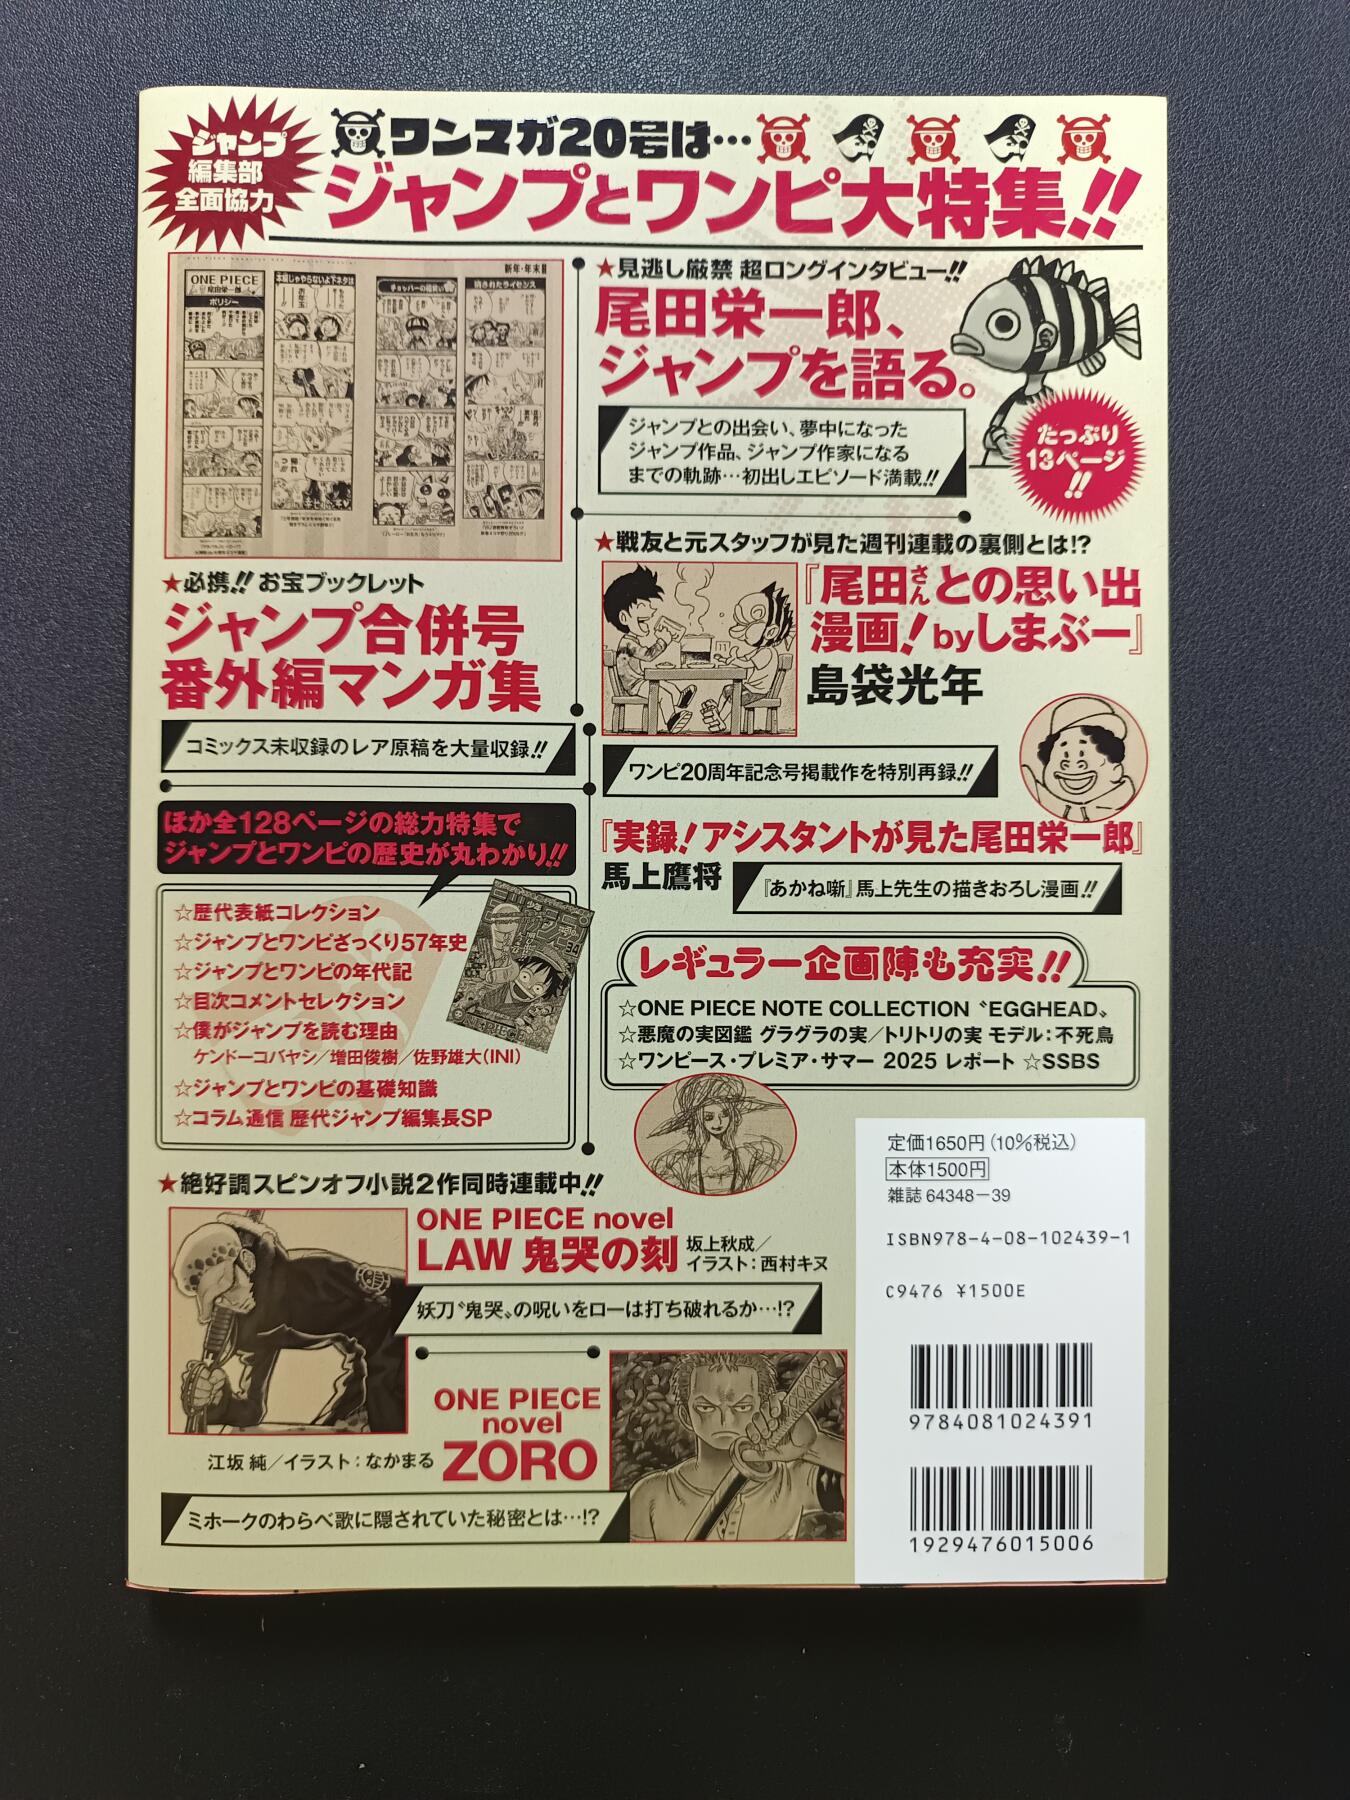 ジャンプ
編集部
全面協力
ワンマガ20号は…
ジャンプとワンピ大特集!!
ONE PIECE
尾田栄一郎
ポリシー
新年・年末
★必携!! お宝ブックレット
ジャンプ合併号
番外編マンガ集
コミックス未収録のレア原稿を大量収録!!
★見逃し厳禁 超ロングインタビュー!!
尾田栄一郎、
ジャンプを語る。
ジャンプとの出会い、夢中になった
ジャンプ作品、ジャンプ作家になる
までの軌跡…初出しエピソード満載!!
たっぷり
13ページ
!!
★戦友と元スタッフが見た週刊連載の裏側とは!?
『尾田さんとの思い出
漫画! byしまぶー』
島袋光年
ワンピ20周年記念号掲載作を特別再録!!
『実録! アシスタントが見た尾田栄一郎』
馬上鷹将
『あかね噺』馬上先生の描きおろし漫画!!
ほか全128ページの総力特集で
ジャンプとワンピの歴史が丸わかり!!
☆歴代表紙コレクション
☆ジャンプとワンピざっくり57年史
☆ジャンプとワンピの年代記
☆目次コメントセレクション
☆僕がジャンプを読む理由
ケンドーコバヤシ/増田俊樹/佐野雄大(INI)
☆ジャンプとワンピの基礎知識
☆コラム通信 歴代ジャンプ編集長SP
レギュラー企画陣も充実!!
☆ONE PIECE NOTE COLLECTION〝EGGHEAD〟
☆悪魔の実図鑑 グラグラの実/トリトリの実 モデル:不死鳥
☆ワンピース・プレミア・サマー 2025 レポート ☆SSBS
★絶好調スピンオフ小説2作同時連載中!!
ONE PIECE novel
LAW 鬼哭の刻
坂上秋成/
イラスト:西村キヌ
妖刀〝鬼哭〟の呪いをローは打ち破れるか…!?
ONE PIECE
novel
ZORO
江坂 純/イラスト:なかまる
ミホークのわらべ歌に隠されていた秘密とは…!?
定価1650円(10%税込)
本体1500円
雑誌 64348-39
ISBN978-4-08-102439-1
C9476 ¥1500E
9784081024391
1929476015006